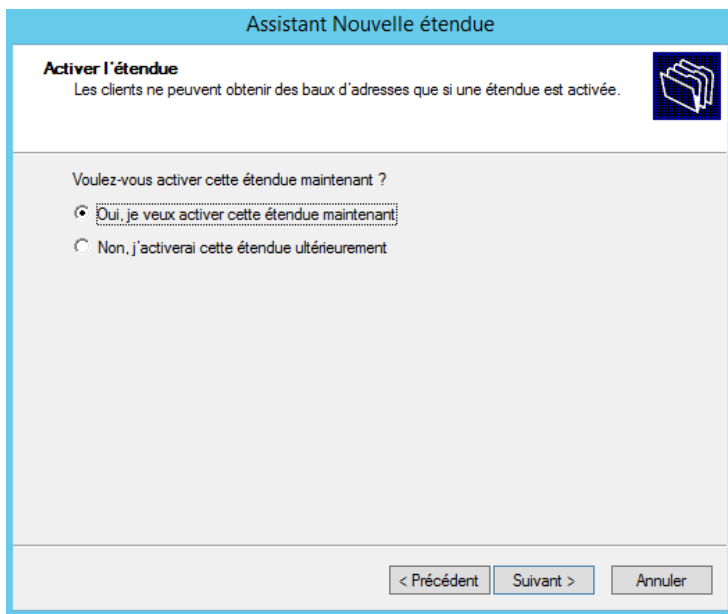 Assistant Nouvelle étendue
Activer l'étendue
Les clients ne peuvent obtenir des baux d'adresses que si une étendue est activée.
Voulez-vous activer cette étendue maintenant ?
Oui, je veux activer cette étendue maintenant
Non, j'activerai cette étendue ultérieurement
< Précédent Suivant > Annuler